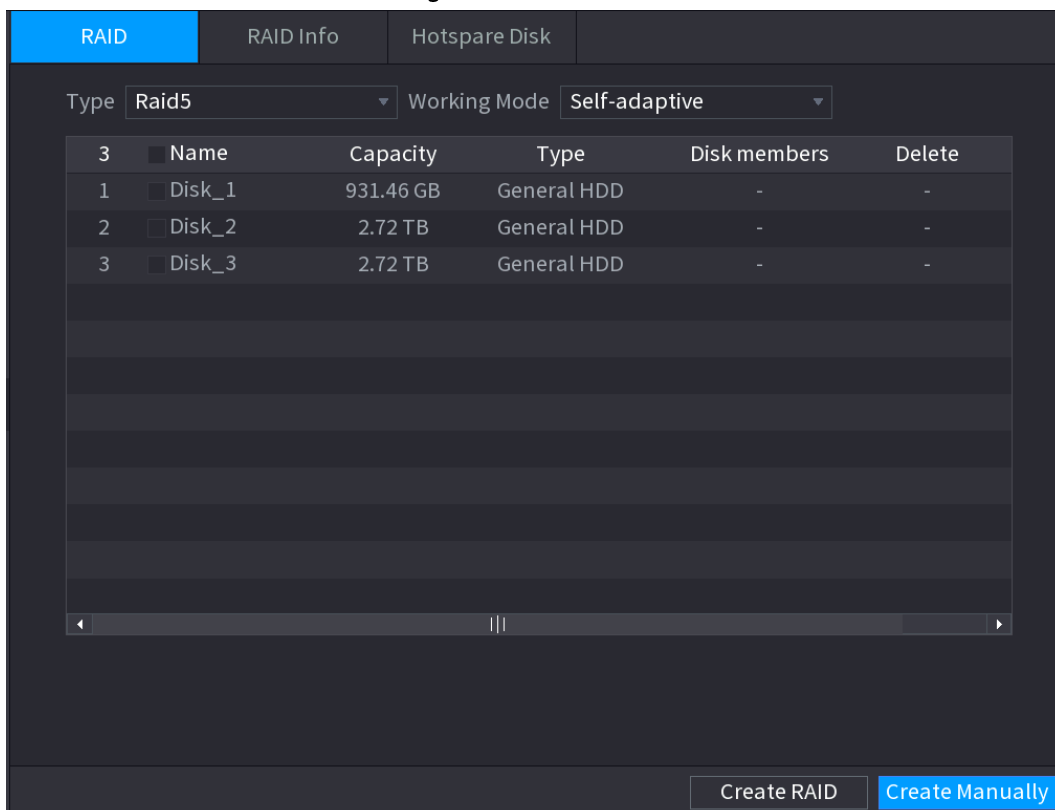 RAID RAID Info Hotspare Disk
Type Raid5 Working Mode Self-adaptive
3 Name Capacity Type Disk members Delete
1 Disk_1 931.46 GB General HDD - -
2 Disk_2 2.72 TB General HDD - -
3 Disk_3 2.72 TB General HDD - -
Create RAID Create Manually